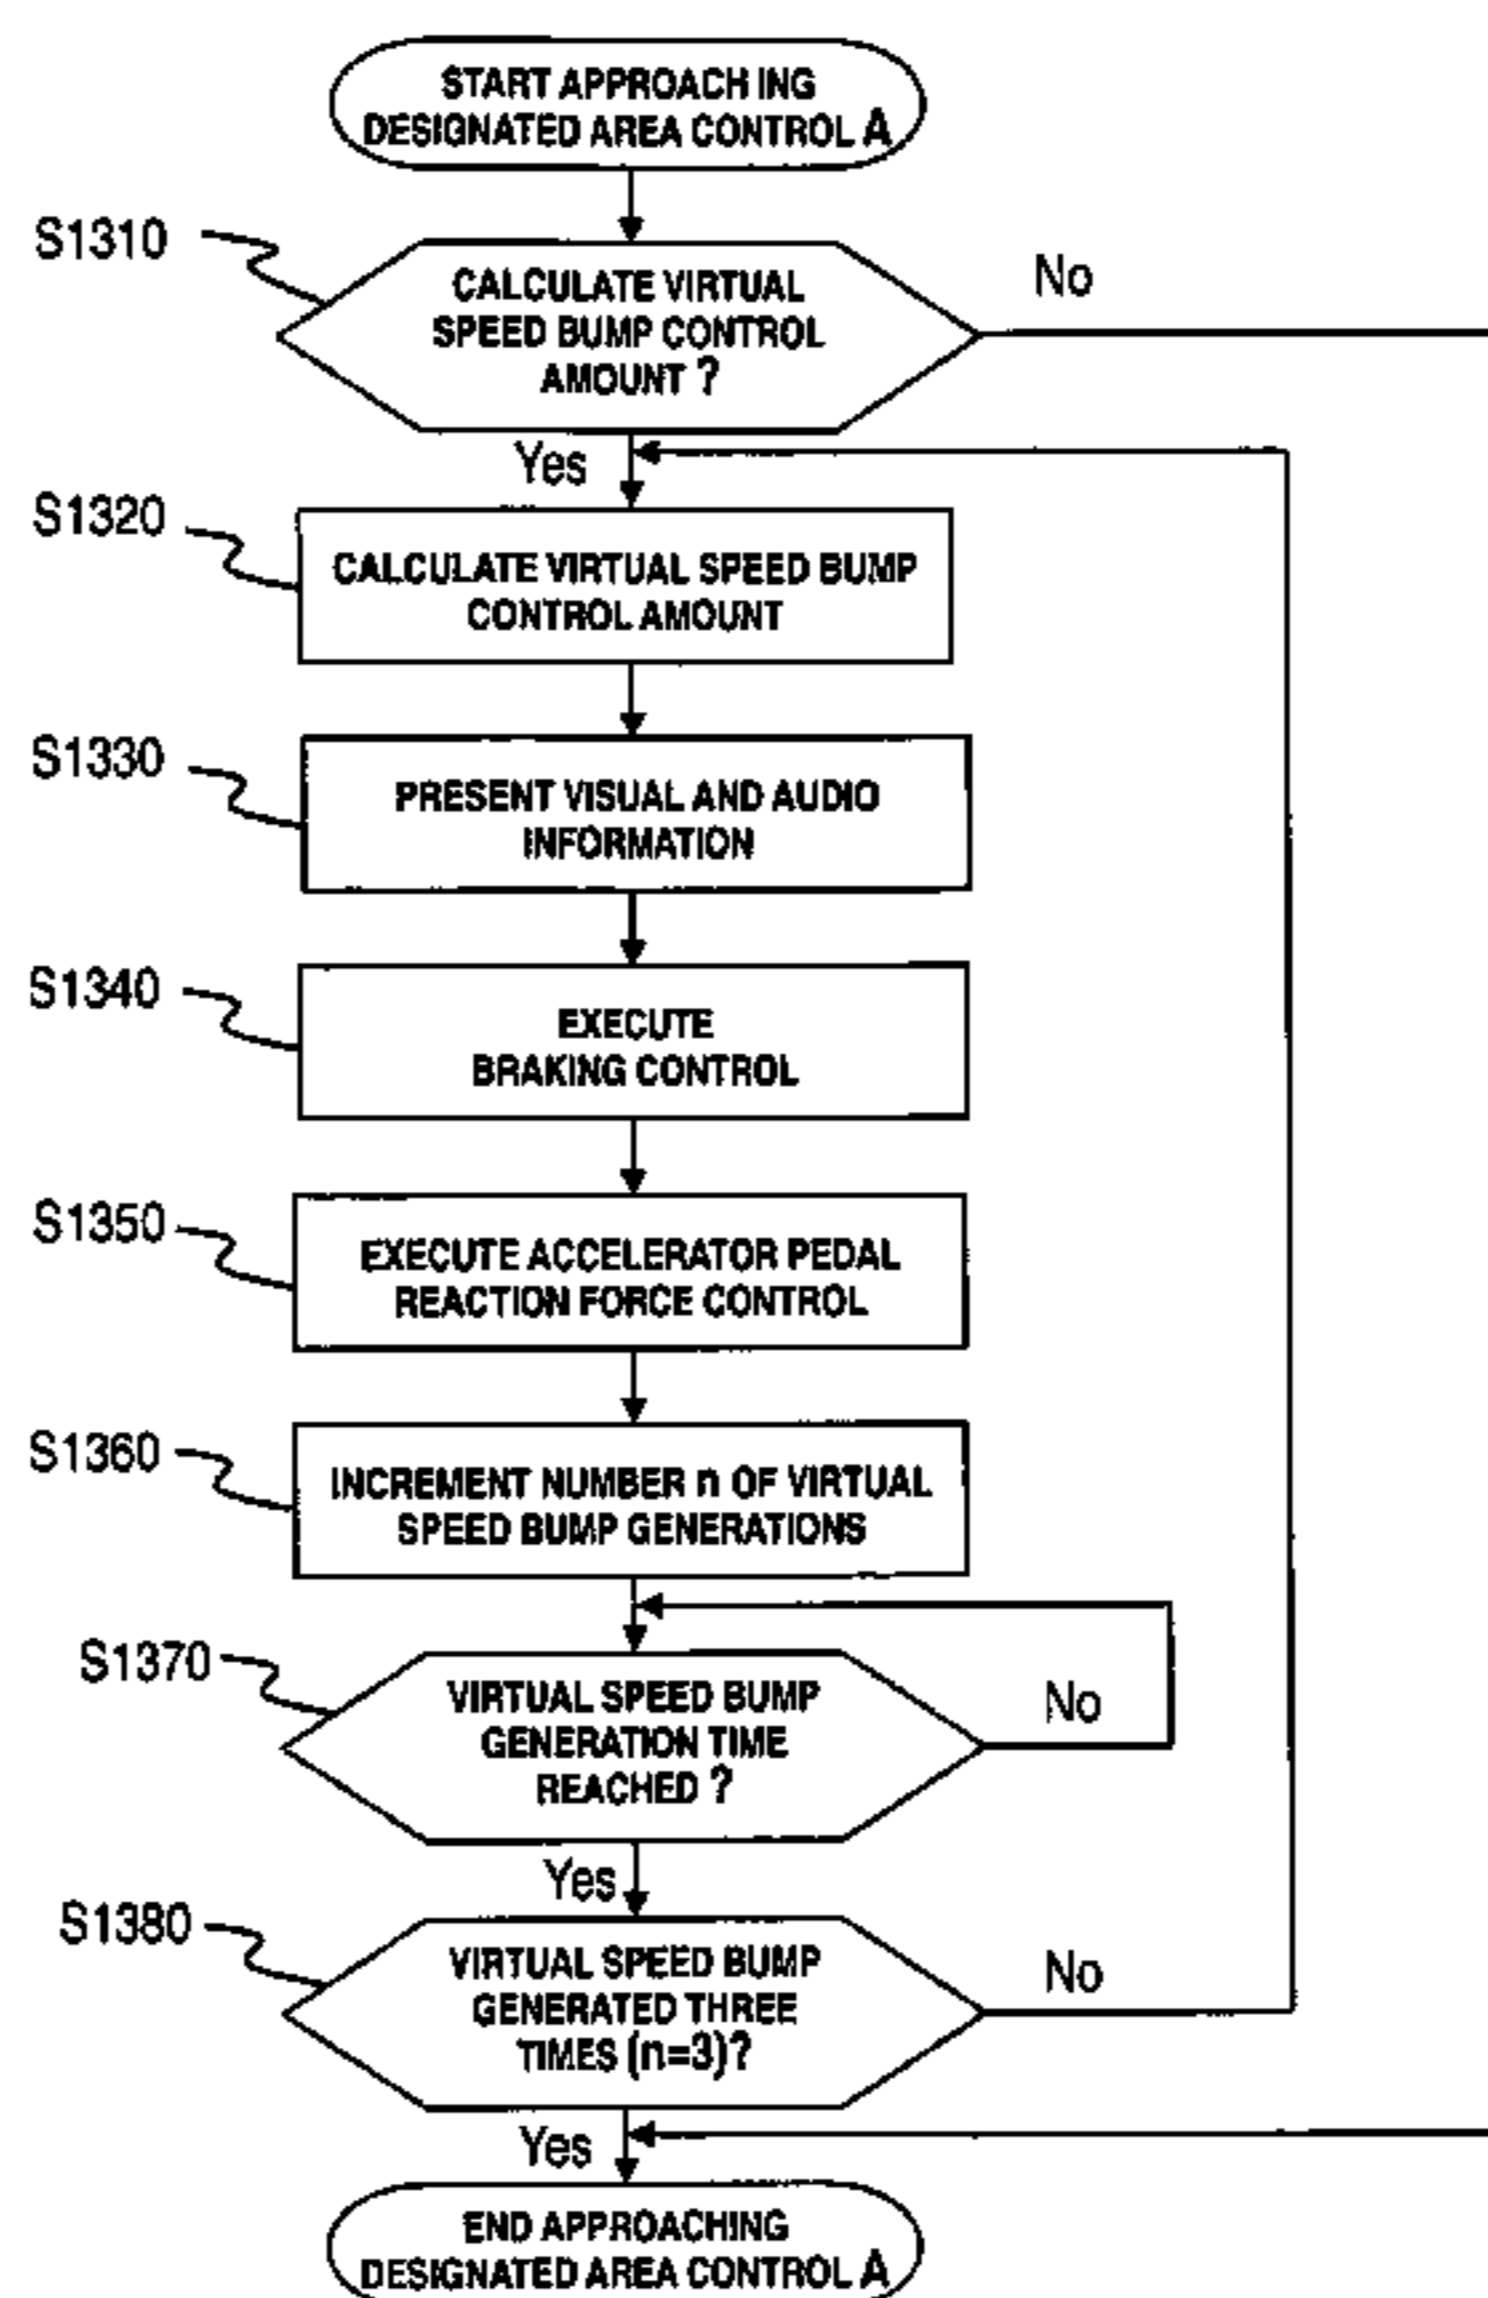 START APPROACH ING
DESIGNATED AREA CONTROL A
S1310
CALCULATE VIRTUAL
SPEED BUMP CONTROL
AMOUNT ?
No
Yes
S1320
CALCULATE VIRTUAL SPEED BUMP
CONTROL AMOUNT
S1330
PRESENT VISUAL AND AUDIO
INFORMATION
S1340
EXECUTE
BRAKING CONTROL
S1350
EXECUTE ACCELERATOR PEDAL
REACTION FORCE CONTROL
S1360
INCREMENT NUMBER n OF VIRTUAL
SPEED BUMP GENERATIONS
S1370
VIRTUAL SPEED BUMP
GENERATION TIME
REACHED ?
No
Yes
S1380
VIRTUAL SPEED BUMP
GENERATED THREE
TIMES (n=3)?
No
Yes
END APPROACHING
DESIGNATED AREA CONTROL A